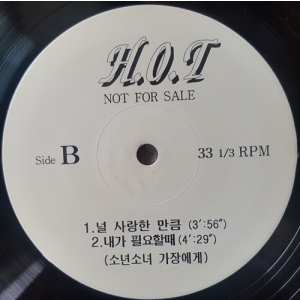 H.O.T
NOT FOR SALE
Side B
33 1/3 RPM
1.널 사랑한 만큼 (3':56")
2.내가 필요할때 (4':29")
(소년소녀 가장에게)